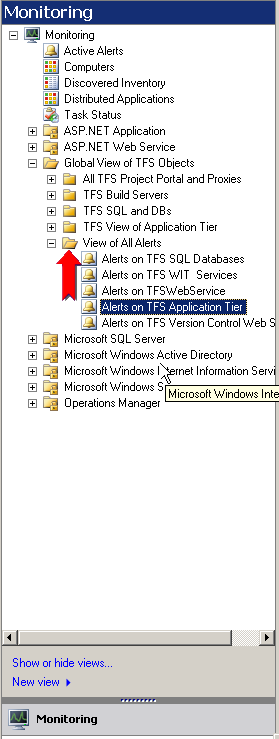 Monitoring
Monitoring
Active Alerts
Computers
Discovered Inventory
Distributed Applications
Task Status
ASP.NET Application
ASP.NET Web Service
Global View of TFS Objects
All TFS Project Portal and Proxies
TFS Build Servers
TFS SQL and DBs
TFS View of Application Tier
View of All Alerts
Alerts on TFS SQL Databases
Alerts on TFS WIT Services
Alerts on TFSWebService
Alerts on TFS Application Tier
Alerts on TFS Version Control Web S
Microsoft SQL Server
Microsoft Windows Active Directory
Microsoft Windows Internet Information Servi
Microsoft Windows S
Microsoft Windows Inte
Operations Manager
Show or hide views...
New view
Monitoring